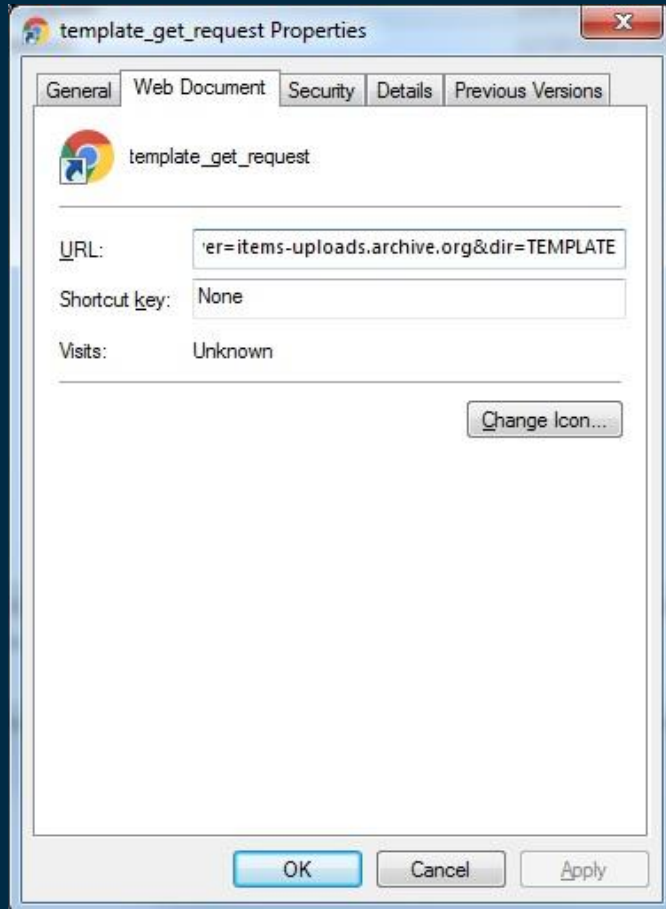 template_get_request Properties
General Web Document Security Details Previous Versions
template_get_request
URL: er=items-uploads.archive.org&dir=TEMPLATE
Shortcut key: None
Visits: Unknown
Change Icon...
OK Cancel Apply